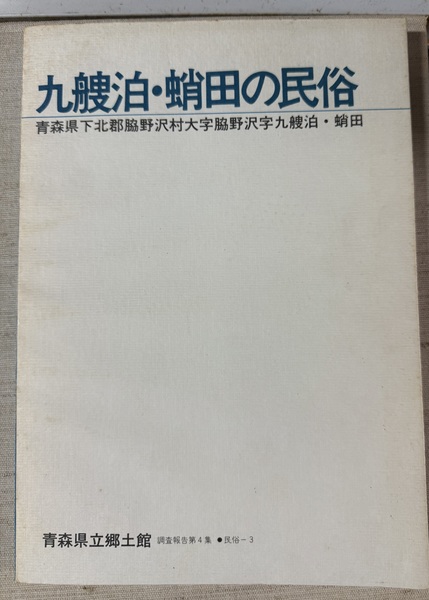 九艘泊・蛸田の民俗
青森県下北郡脇野沢村大字脇野沢字九艘泊・蛸田
青森県立郷土館 調査報告第4集 ●民俗－3